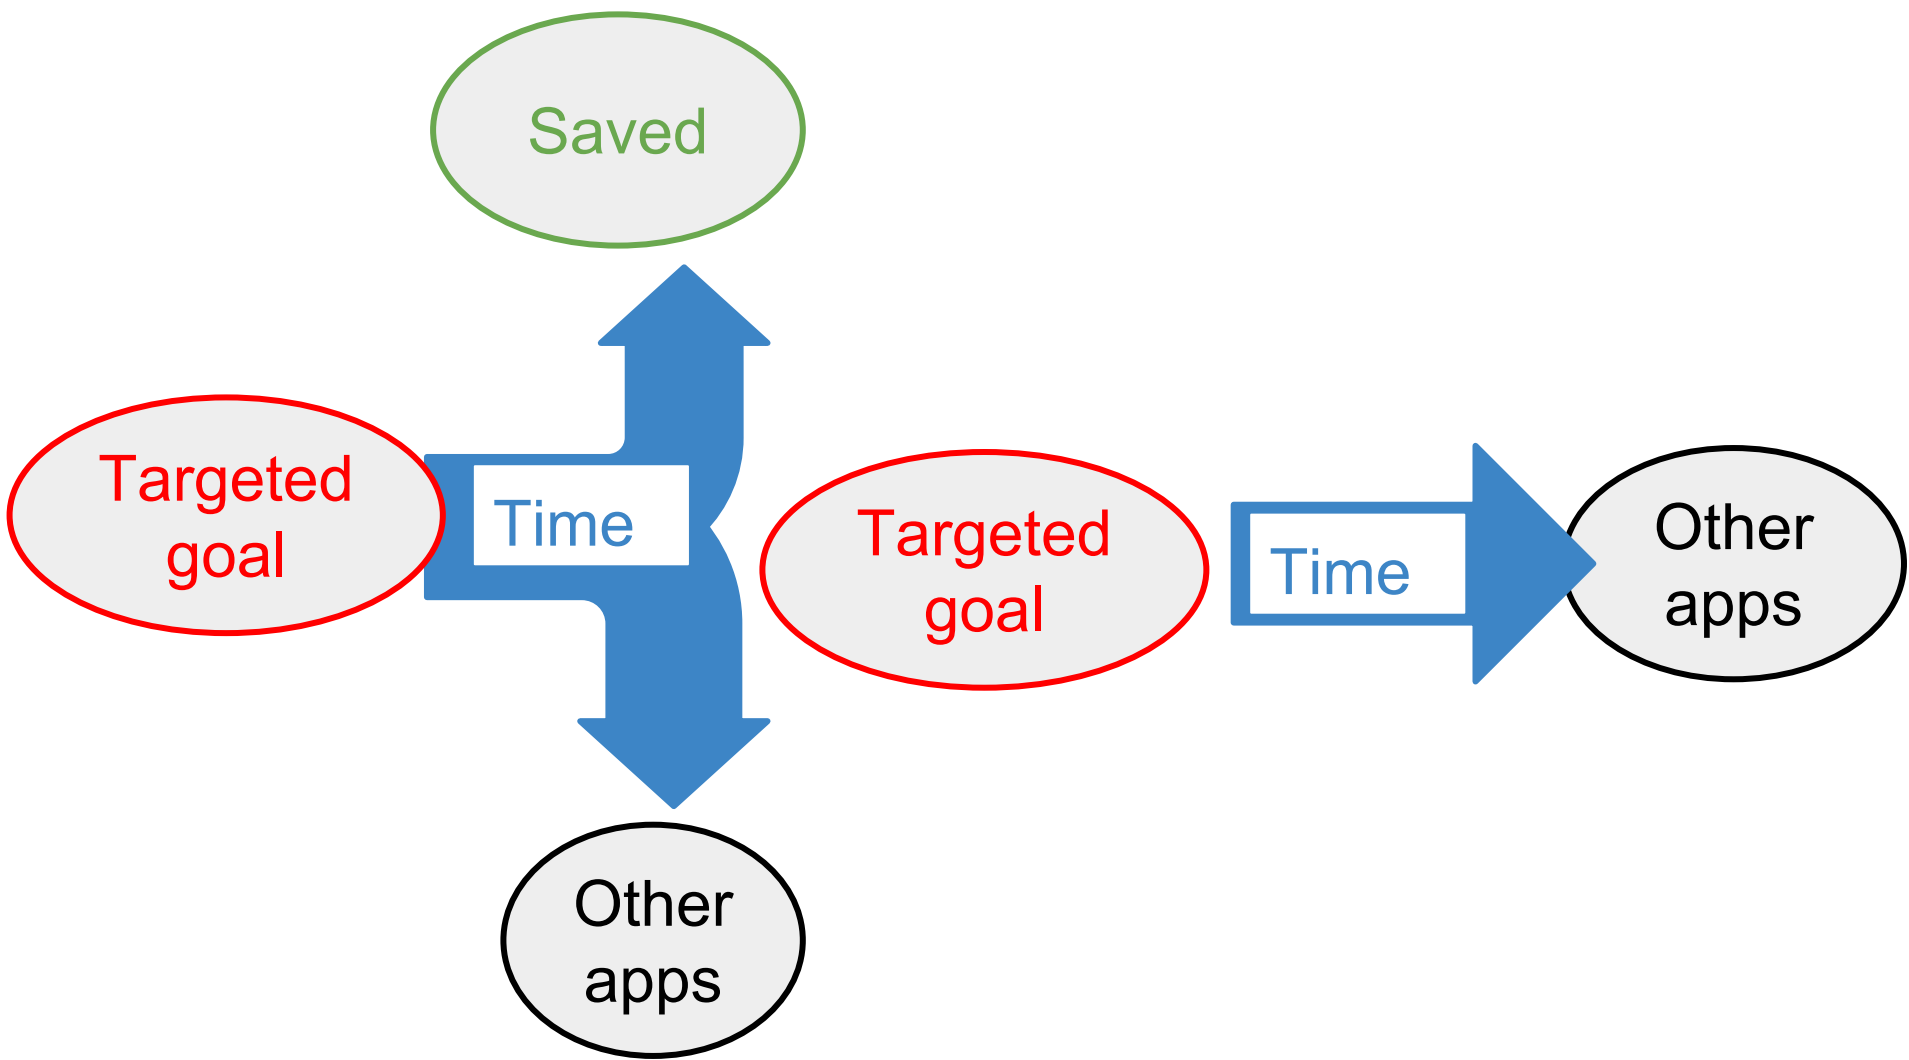 Saved
Targeted
goal
Time
Other
apps
Targeted
goal
Time
Other
apps